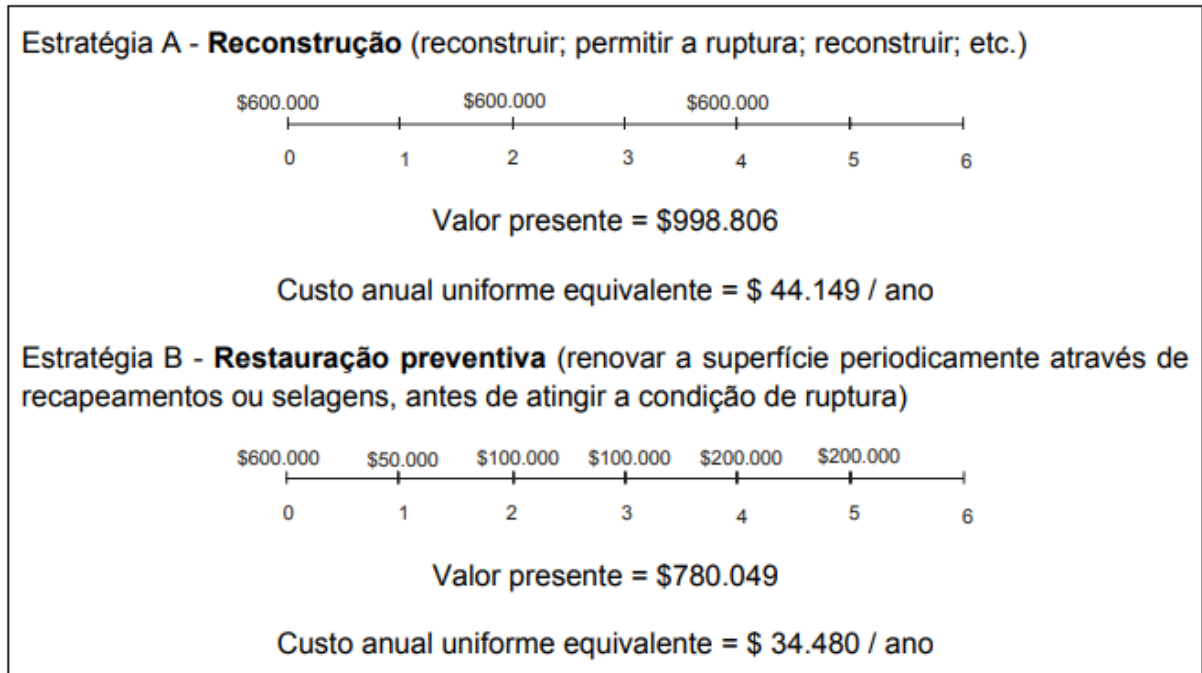 Estratégia A - Reconstrução (reconstruir; permitir a ruptura; reconstruir; etc.)
$600.000 $600.000 $600.000
0 1 2 3 4 5 6
Valor presente = $998.806
Custo anual uniforme equivalente = $ 44.149 / ano
Estratégia B - Restauração preventiva (renovar a superfície periodicamente através de
recapeamentos ou selagens, antes de atingir a condição de ruptura)
$600.000 $50.000 $100.000 $100.000 $200.000 $200.000
0 1 2 3 4 5 6
Valor presente = $780.049
Custo anual uniforme equivalente = $ 34.480 / ano